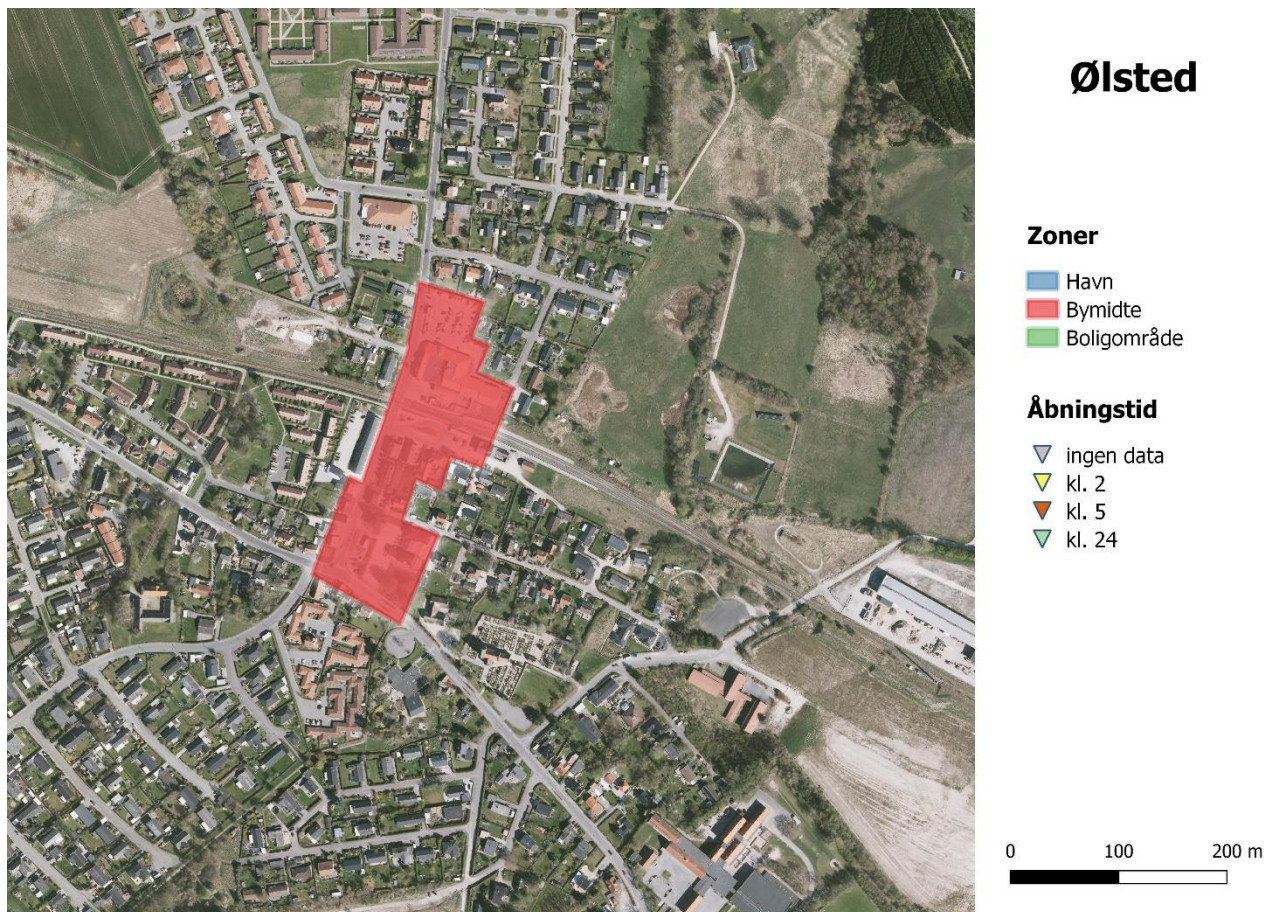 Ølsted
Zoner
Havn
Bymidte
Boligområde
Åbningstid
ingen data
kl. 2
kl. 5
kl. 24
0 100 200 m